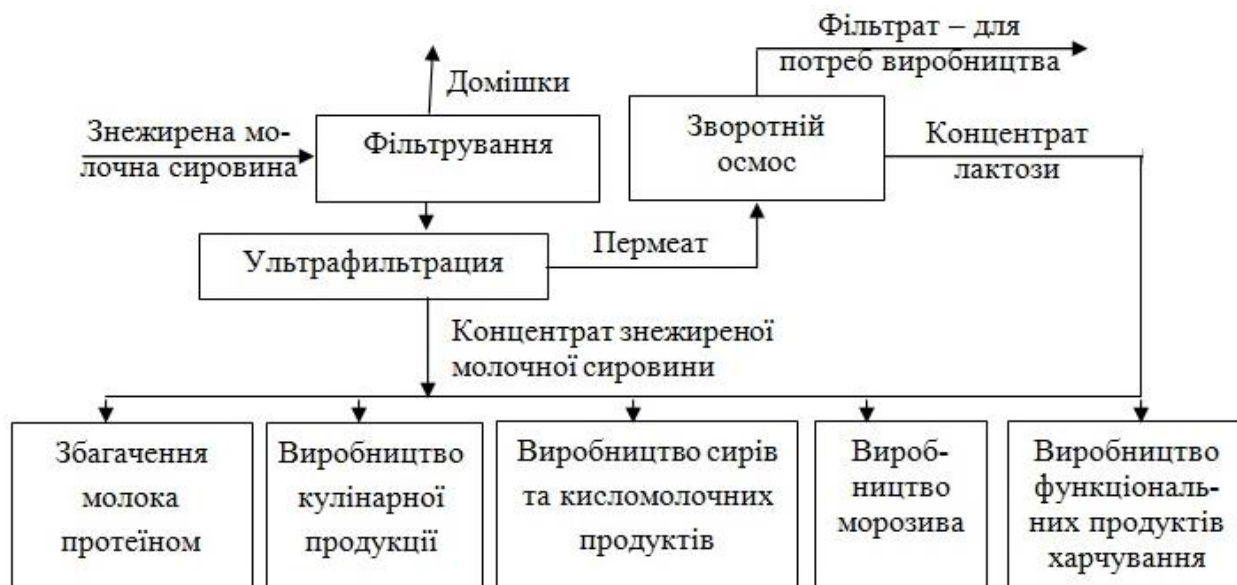 Фільтрат – для
потреб виробництва
Домішки
Знежирена мо-
лочна сировина
Фільтрування
Зворотній
осмос
Концентрат
лактози
Ультрафильтрация
Пермеат
Концентрат знежиреної
молочної сировини
Збагачення
молока
протеїном
Виробництво
кулінарної
продукції
Виробництво сирів
та кисломолочних
продуктів
Вироб-
ництво
морозива
Виробництво
функціональ-
них продуктів
харчування